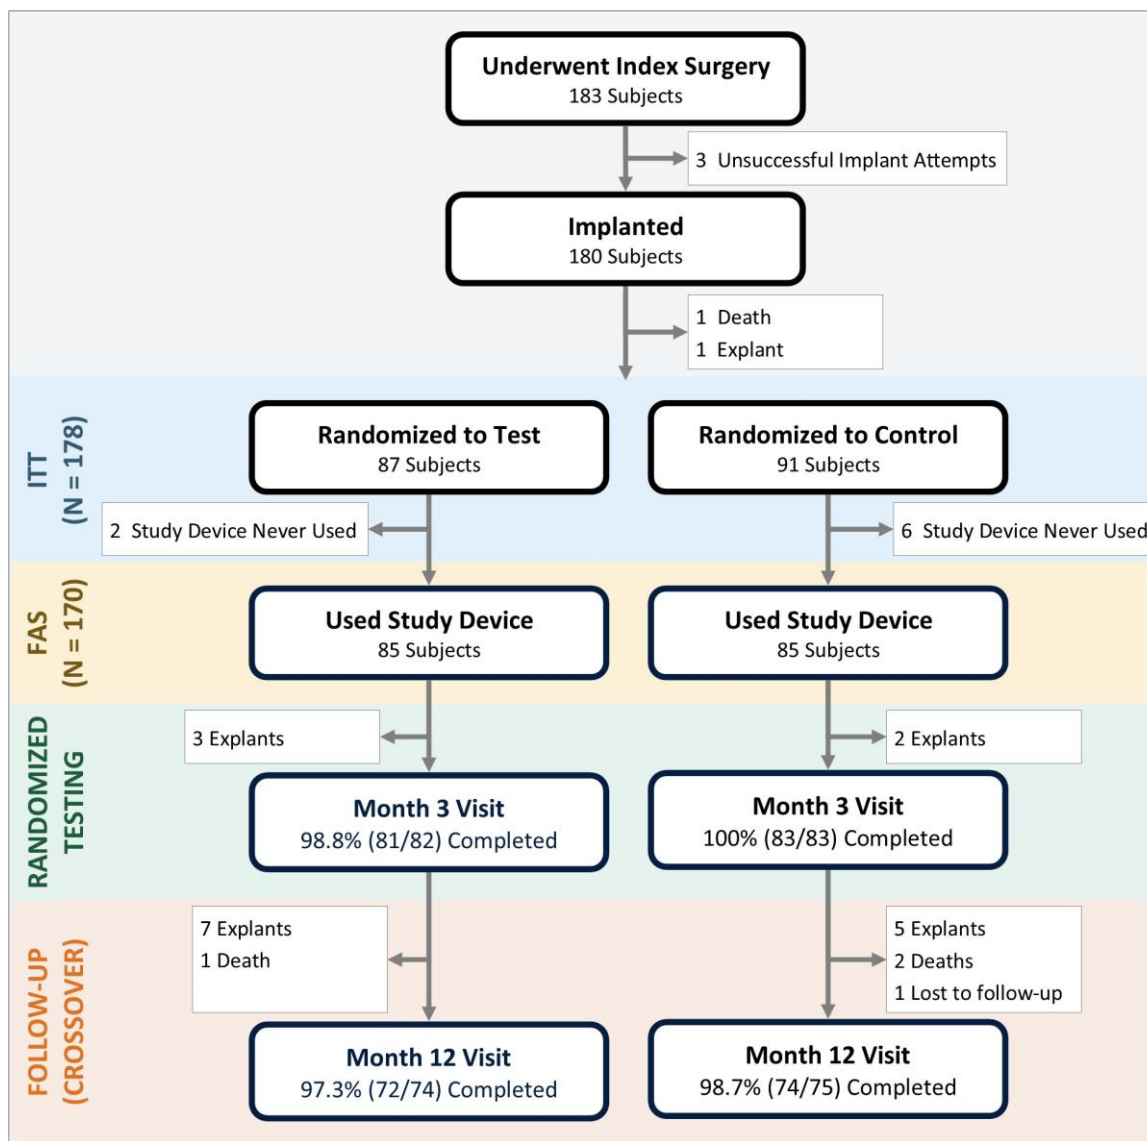 Underwent Index Surgery
183 Subjects
3 Unsuccessful Implant Attempts
Implanted
180 Subjects
1 Death
1 Explant
ITT
(N = 178)
Randomized to Test
87 Subjects
Randomized to Control
91 Subjects
2 Study Device Never Used
6 Study Device Never Used
FAS
(N = 170)
Used Study Device
85 Subjects
Used Study Device
85 Subjects
RANDOMIZED
TESTING
3 Explants
2 Explants
Month 3 Visit
98.8% (81/82) Completed
Month 3 Visit
100% (83/83) Completed
FOLLOW-UP
(CROSSOVER)
7 Explants
1 Death
5 Explants
2 Deaths
1 Lost to follow-up
Month 12 Visit
97.3% (72/74) Completed
Month 12 Visit
98.7% (74/75) Completed